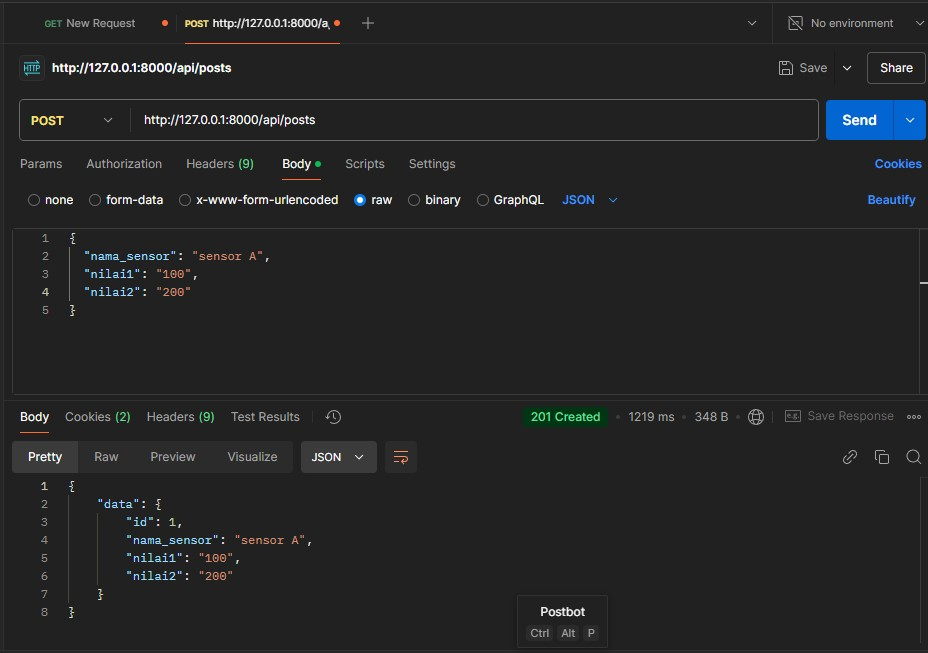 GET New Request
POST http://127.0.0.1:8000/a
No environment
HTTP http://127.0.0.1:8000/api/posts
Save
Share
POST
http://127.0.0.1:8000/api/posts
Send
Params Authorization Headers (9) Body Scripts Settings Cookies
none form-data x-www-form-urlencoded raw binary GraphQL JSON Beautify
1 {
2 "nama_sensor": "sensor A",
3 "nilai1": "100",
4 "nilai2": "200"
5 }
Body Cookies (2) Headers (9) Test Results 201 Created 1219 ms 348 B e.g. Save Response
Pretty Raw Preview Visualize JSON
1 {
2 "data": {
3 "id": 1,
4 "nama_sensor": "sensor A",
5 "nilai1": "100",
6 "nilai2": "200"
7 }
8 }
Postbot
Ctrl Alt P